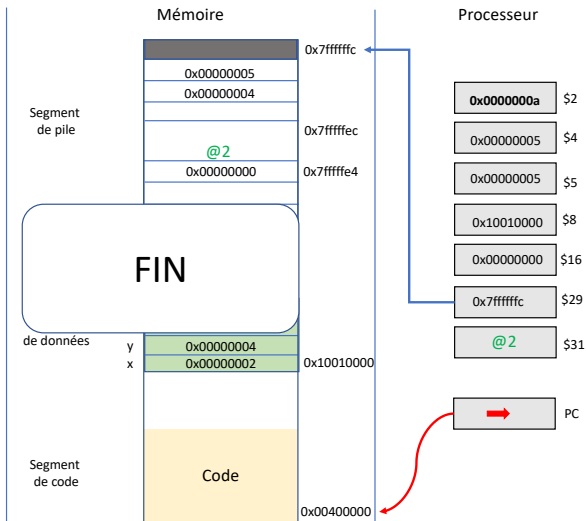 Mémoire
Processeur
0x7ffffffc
0x00000005
0x00000004
Segment
de pile
0x7fffffec
@2
0x00000000
0x7fffffe4
FIN
de données
y
0x00000004
x
0x00000002
0x10010000
Segment
de code
Code
0x00400000
0x0000000a
$2
0x00000005
$4
0x00000005
$5
0x10010000
$8
0x00000000
$16
0x7ffffffc
$29
@2
$31
PC